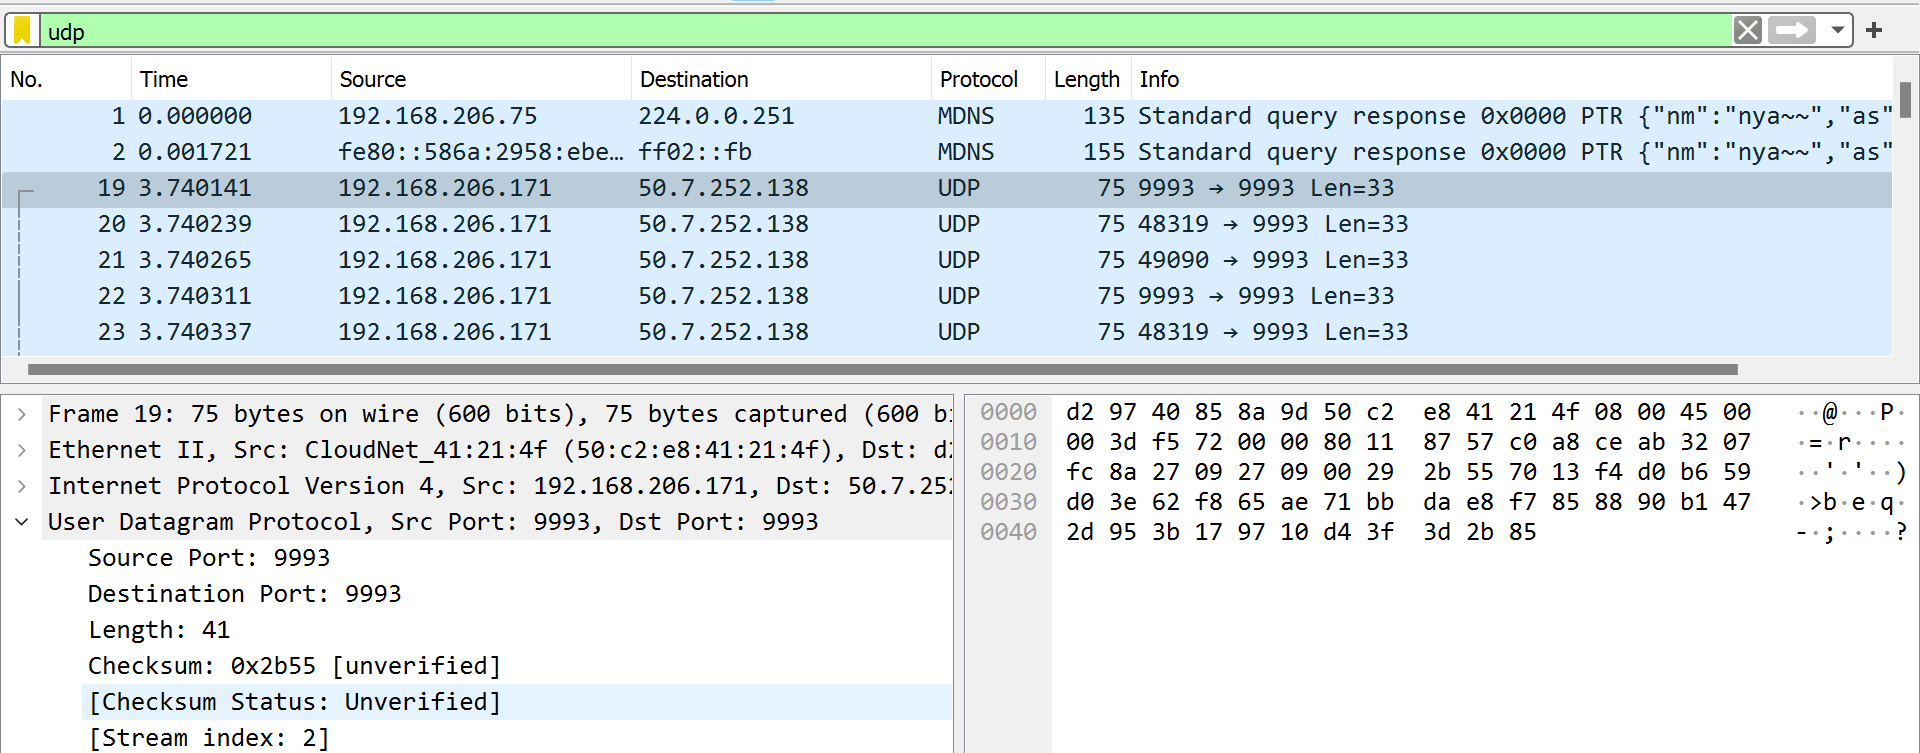 udp
No. Time Source Destination Protocol Length Info
1 0.000000 192.168.206.75 224.0.0.251 MDNS 135 Standard query response 0x0000 PTR {"nm":"nya~~","as"
2 0.001721 fe80::586a:2958:ebe… ff02::fb MDNS 155 Standard query response 0x0000 PTR {"nm":"nya~~","as"
19 3.740141 192.168.206.171 50.7.252.138 UDP 75 9993 → 9993 Len=33
20 3.740239 192.168.206.171 50.7.252.138 UDP 75 48319 → 9993 Len=33
21 3.740265 192.168.206.171 50.7.252.138 UDP 75 49090 → 9993 Len=33
22 3.740311 192.168.206.171 50.7.252.138 UDP 75 9993 → 9993 Len=33
23 3.740337 192.168.206.171 50.7.252.138 UDP 75 48319 → 9993 Len=33
Frame 19: 75 bytes on wire (600 bits), 75 bytes captured (600 b
Ethernet II, Src: CloudNet_41:21:4f (50:c2:e8:41:21:4f), Dst: d
Internet Protocol Version 4, Src: 192.168.206.171, Dst: 50.7.25
User Datagram Protocol, Src Port: 9993, Dst Port: 9993
Source Port: 9993
Destination Port: 9993
Length: 41
Checksum: 0x2b55 [unverified]
[Checksum Status: Unverified]
[Stream index: 2]
0000 d2 97 40 85 8a 9d 50 c2 e8 41 21 4f 08 00 45 00 ··@···P·
0010 00 3d f5 72 00 00 80 11 87 57 c0 a8 ce ab 32 07 ·=·r····
0020 fc 8a 27 09 27 09 00 29 2b 55 70 13 f4 d0 b6 59 ··'·'··)
0030 d0 3e 62 f8 65 ae 71 bb da e8 f7 85 88 90 b1 47 ·>b·e·q·
0040 2d 95 3b 17 97 10 d4 3f 3d 2b 85 -·;····?